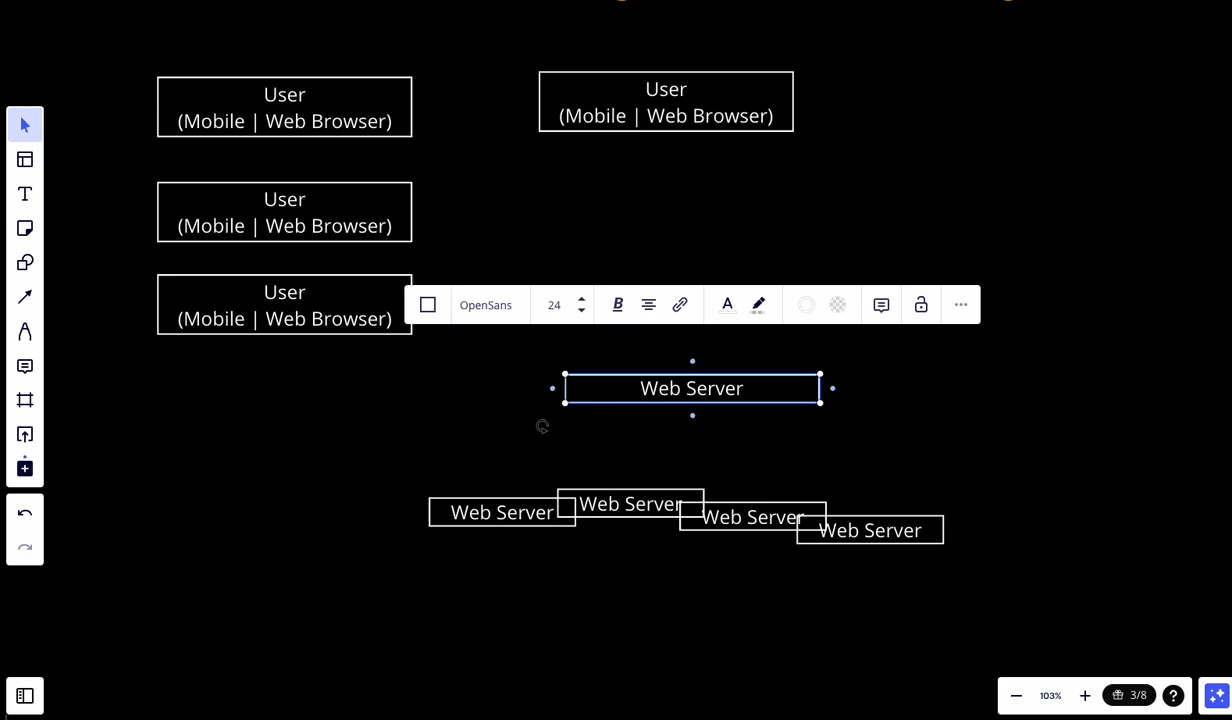 User
(Mobile | Web Browser)
User
(Mobile | Web Browser)
User
(Mobile | Web Browser)
User
(Mobile | Web Browser)
OpenSans
24
B
A
Web Server
Web Server
Web Server
Web Server
Web Server
103%
3/8
?